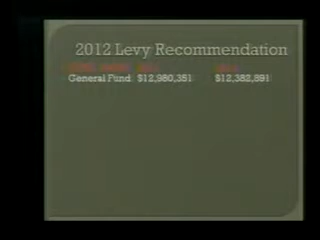 2012 Levy Recommendation
General Fund $12,980,351 $12,382,891